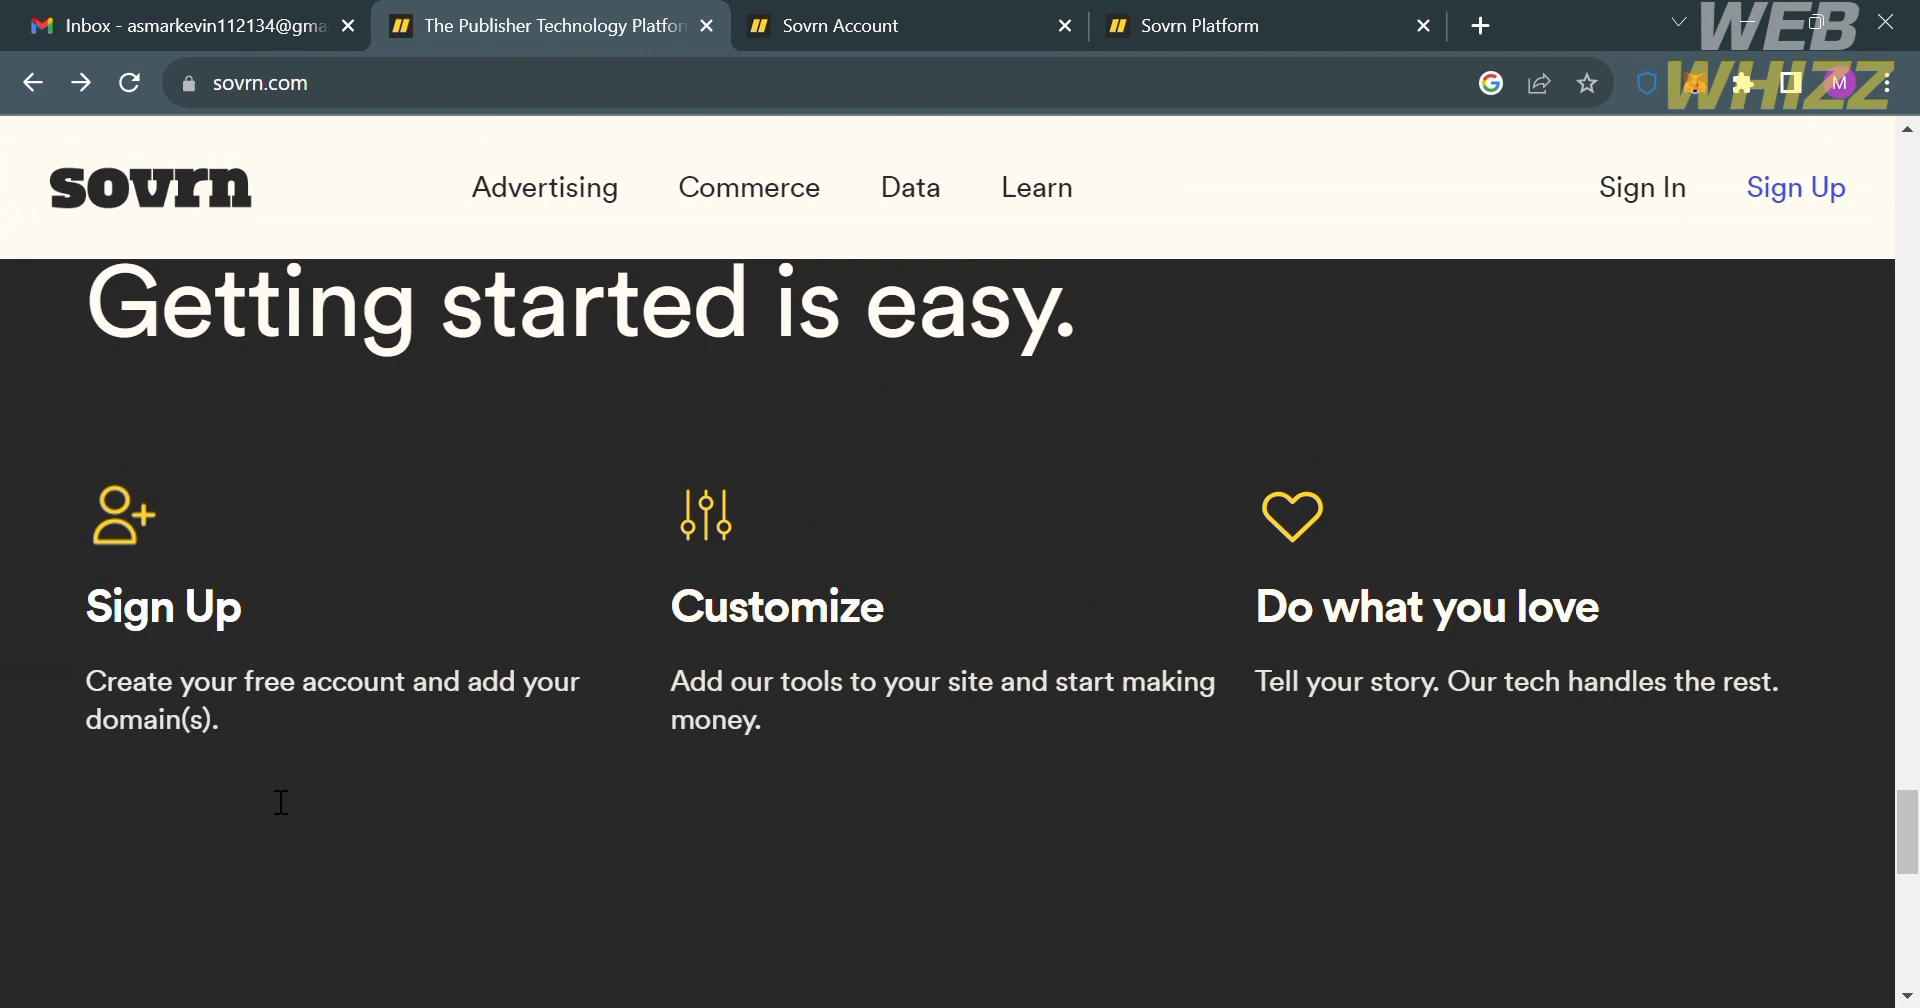 Inbox - asmarkevin112134@gma
The Publisher Technology Platfor
Sovrn Account
Sovrn Platform
WEB
WHIZZ
sovrn.com
M
sovrn
Advertising
Commerce
Data
Learn
Sign In
Sign Up
Getting started is easy.
Sign Up
Create your free account and add your
domain(s).
Customize
Add our tools to your site and start making
money.
Do what you love
Tell your story. Our tech handles the rest.